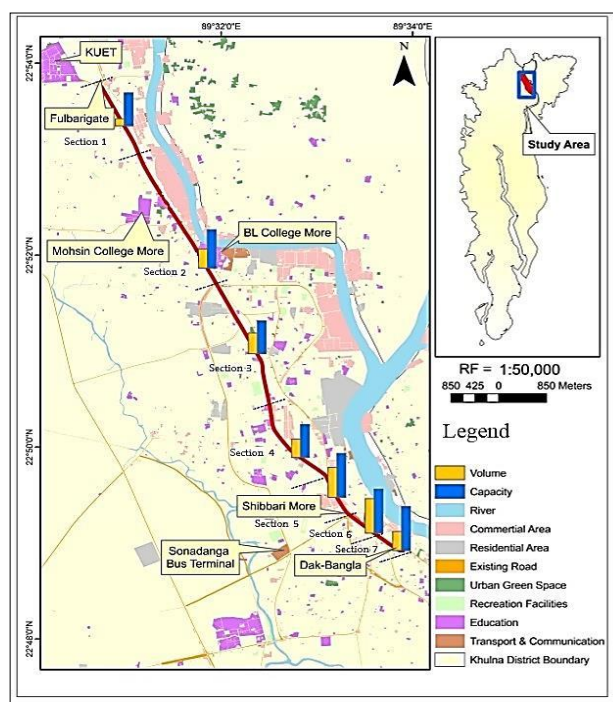 89°32'0"E
89°34'0"E
22°54'0"N
22°52'0"N
22°50'0"N
22°48'0"N
N
KUET
Fulbarigate
Section 1
Mohsin College More
BL College More
Section 2
Section 3
Section 4
Shibbari More
Section 5
Section 6
Sonadanga
Bus Terminal
Section 7
Dak-Bangla
Study Area
RF = 1:50,000
850 425 0 850 Meters
Legend
Volume
Capacity
River
Commertial Area
Residential Area
Existing Road
Urban Green Space
Recreation Facilities
Education
Transport & Communication
Khulna District Boundary